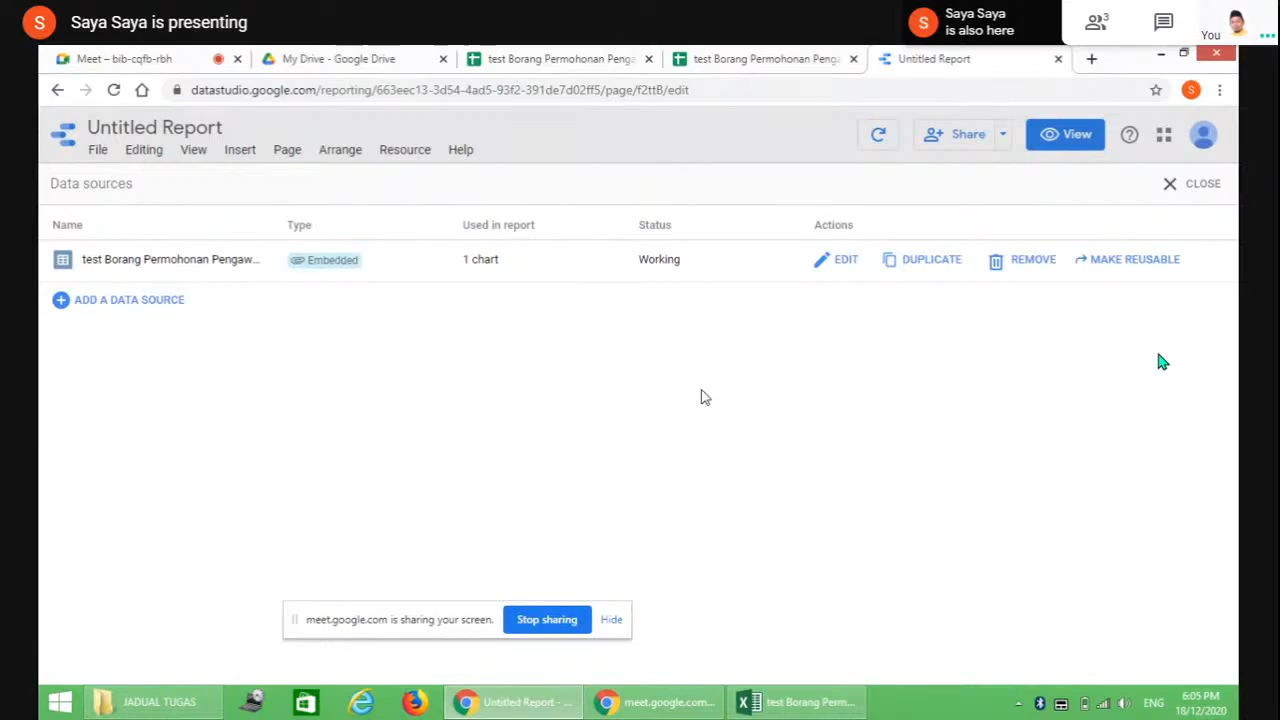 S Saya Saya is presenting
S Saya Saya is also here
3
You
Meet – bib-cqfb-rbh
My Drive - Google Drive
test Borang Permohonan Penga
test Borang Permohonan Penga
Untitled Report
datastudio.google.com/reporting/663eec13-3d54-4ad5-93f2-391de7d02ff5/page/f2ttB/edit
S
Untitled Report
File Editing View Insert Page Arrange Resource Help
Share
View
Data sources
CLOSE
Name Type Used in report Status Actions
test Borang Permohonan Pengaw... Embedded 1 chart Working EDIT DUPLICATE REMOVE MAKE REUSABLE
ADD A DATA SOURCE
meet.google.com is sharing your screen. Stop sharing Hide
JADUAL TUGAS
Untitled Report - ...
meet.google.com...
test Borang Perm...
ENG
6:05 PM
18/12/2020